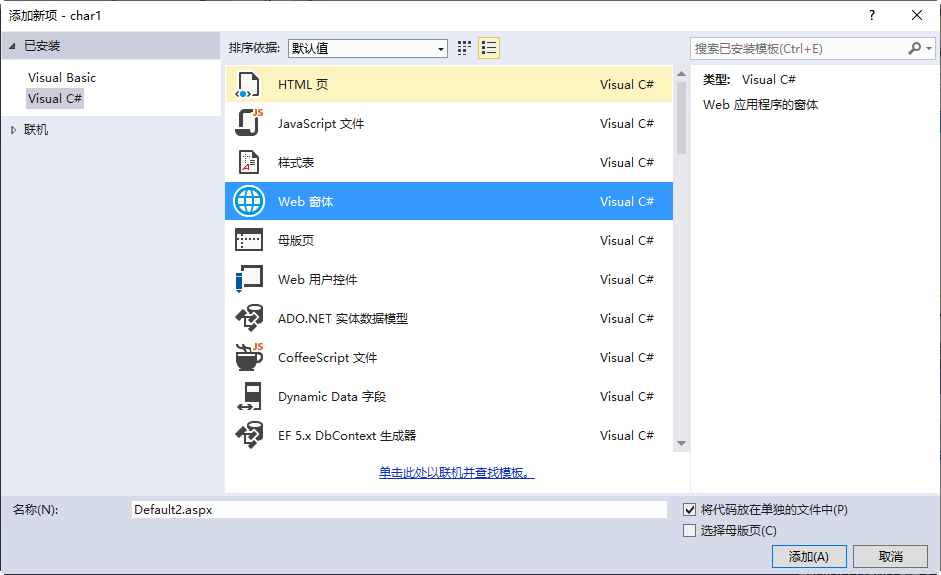 添加新项 - char1
?
已安装
Visual Basic
Visual C#
联机
排序依据: 默认值
HTML 页 Visual C#
JS
JavaScript 文件 Visual C#
样式表 Visual C#
Web 窗体 Visual C#
母版页 Visual C#
Web 用户控件 Visual C#
ADO.NET 实体数据模型 Visual C#
JS
CoffeeScript 文件 Visual C#
Dynamic Data 字段 Visual C#
EF 5.x DbContext 生成器 Visual C#
单击此处以联机并查找模板。
搜索已安装模板(Ctrl+E)
类型: Visual C#
Web 应用程序的窗体
名称(N): Default2.aspx
将代码放在单独的文件中(P)
选择母版页(C)
添加(A) 取消